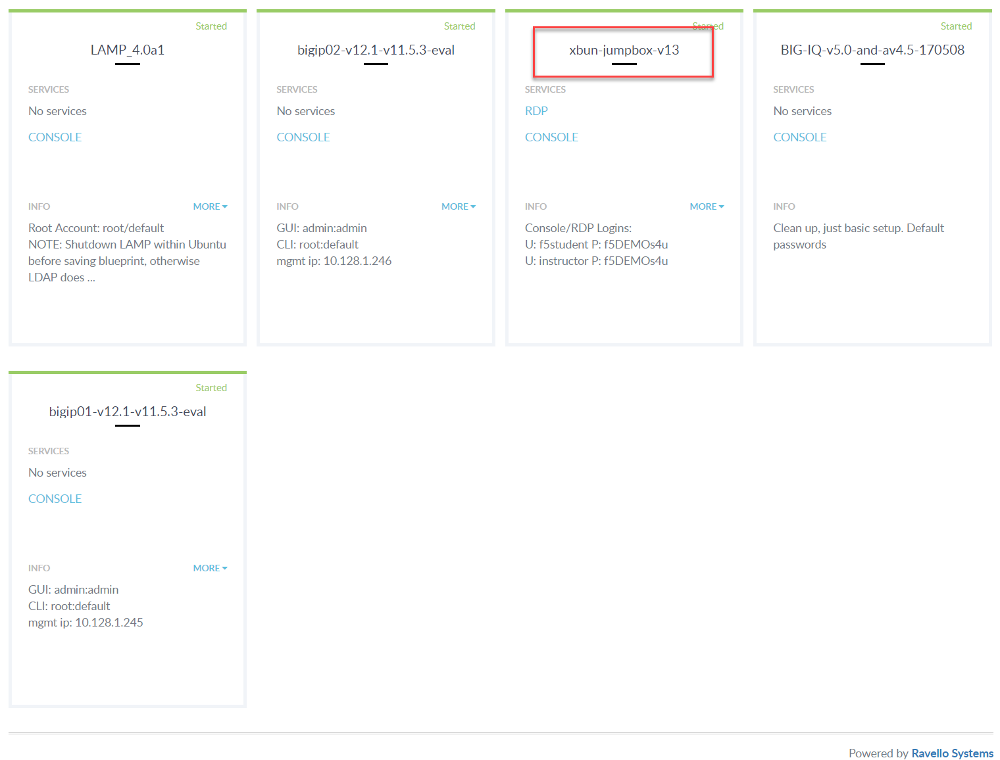 Started
LAMP_4.0a1
SERVICES
No services
CONSOLE
INFO
MORE
Root Account: root/default
NOTE: Shutdown LAMP within Ubuntu
before saving blueprint, otherwise
LDAP does ...
Started
bigip02-v12.1-v11.5.3-eval
SERVICES
No services
CONSOLE
INFO
MORE
GUI: admin:admin
CLI: root:default
mgmt ip: 10.128.1.246
Started
xbun-jumpbox-v13
SERVICES
RDP
CONSOLE
INFO
MORE
Console/RDP Logins:
U: f5student P: f5DEMOs4u
U: instructor P: f5DEMOs4u
Started
BIG-IQ-v5.0-and-av4.5-170508
SERVICES
No services
CONSOLE
INFO
Clean up, just basic setup. Default
passwords
Started
bigip01-v12.1-v11.5.3-eval
SERVICES
No services
CONSOLE
INFO
MORE
GUI: admin:admin
CLI: root:default
mgmt ip: 10.128.1.245
Powered by Ravello Systems